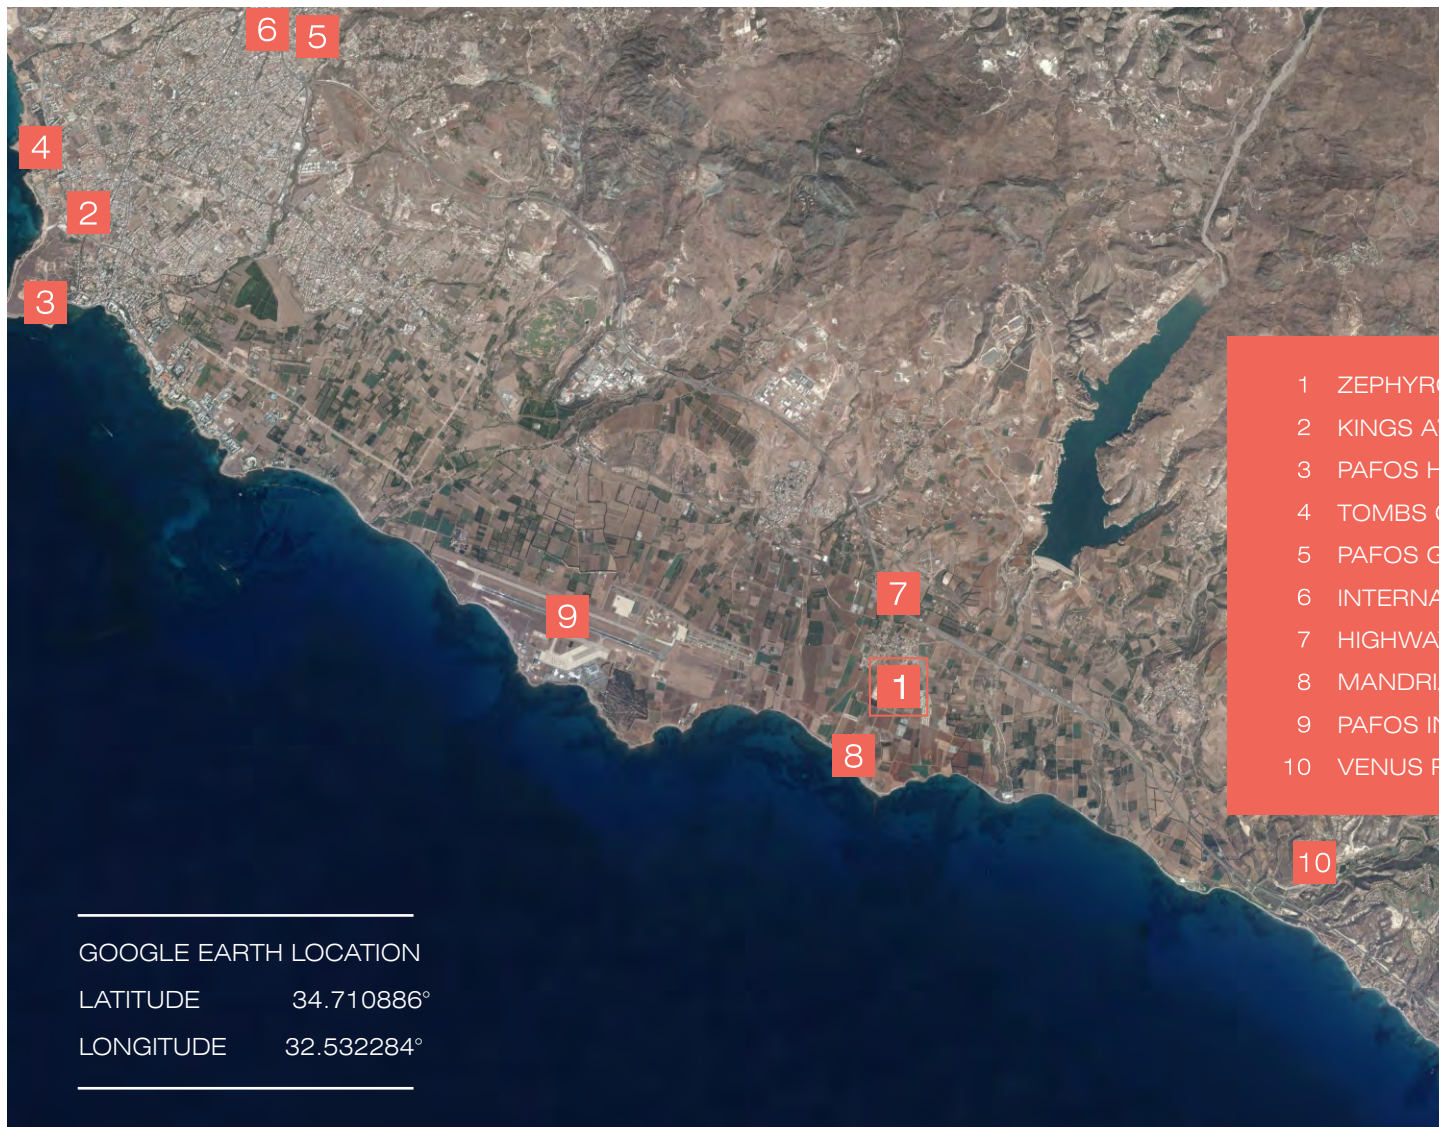 6
5
4
2
3
1 ZEPHYR
2 KINGS
3 PAFOS
4 TOMBS
5 PAFOS G
6 INTERNA
7 HIGHWA
8 MANDRI
9 PAFOS IN
10 VENUS
7
9
1
8
10
GOOGLE EARTH LOCATION
LATITUDE 34.710886°
LONGITUDE 32.532284°